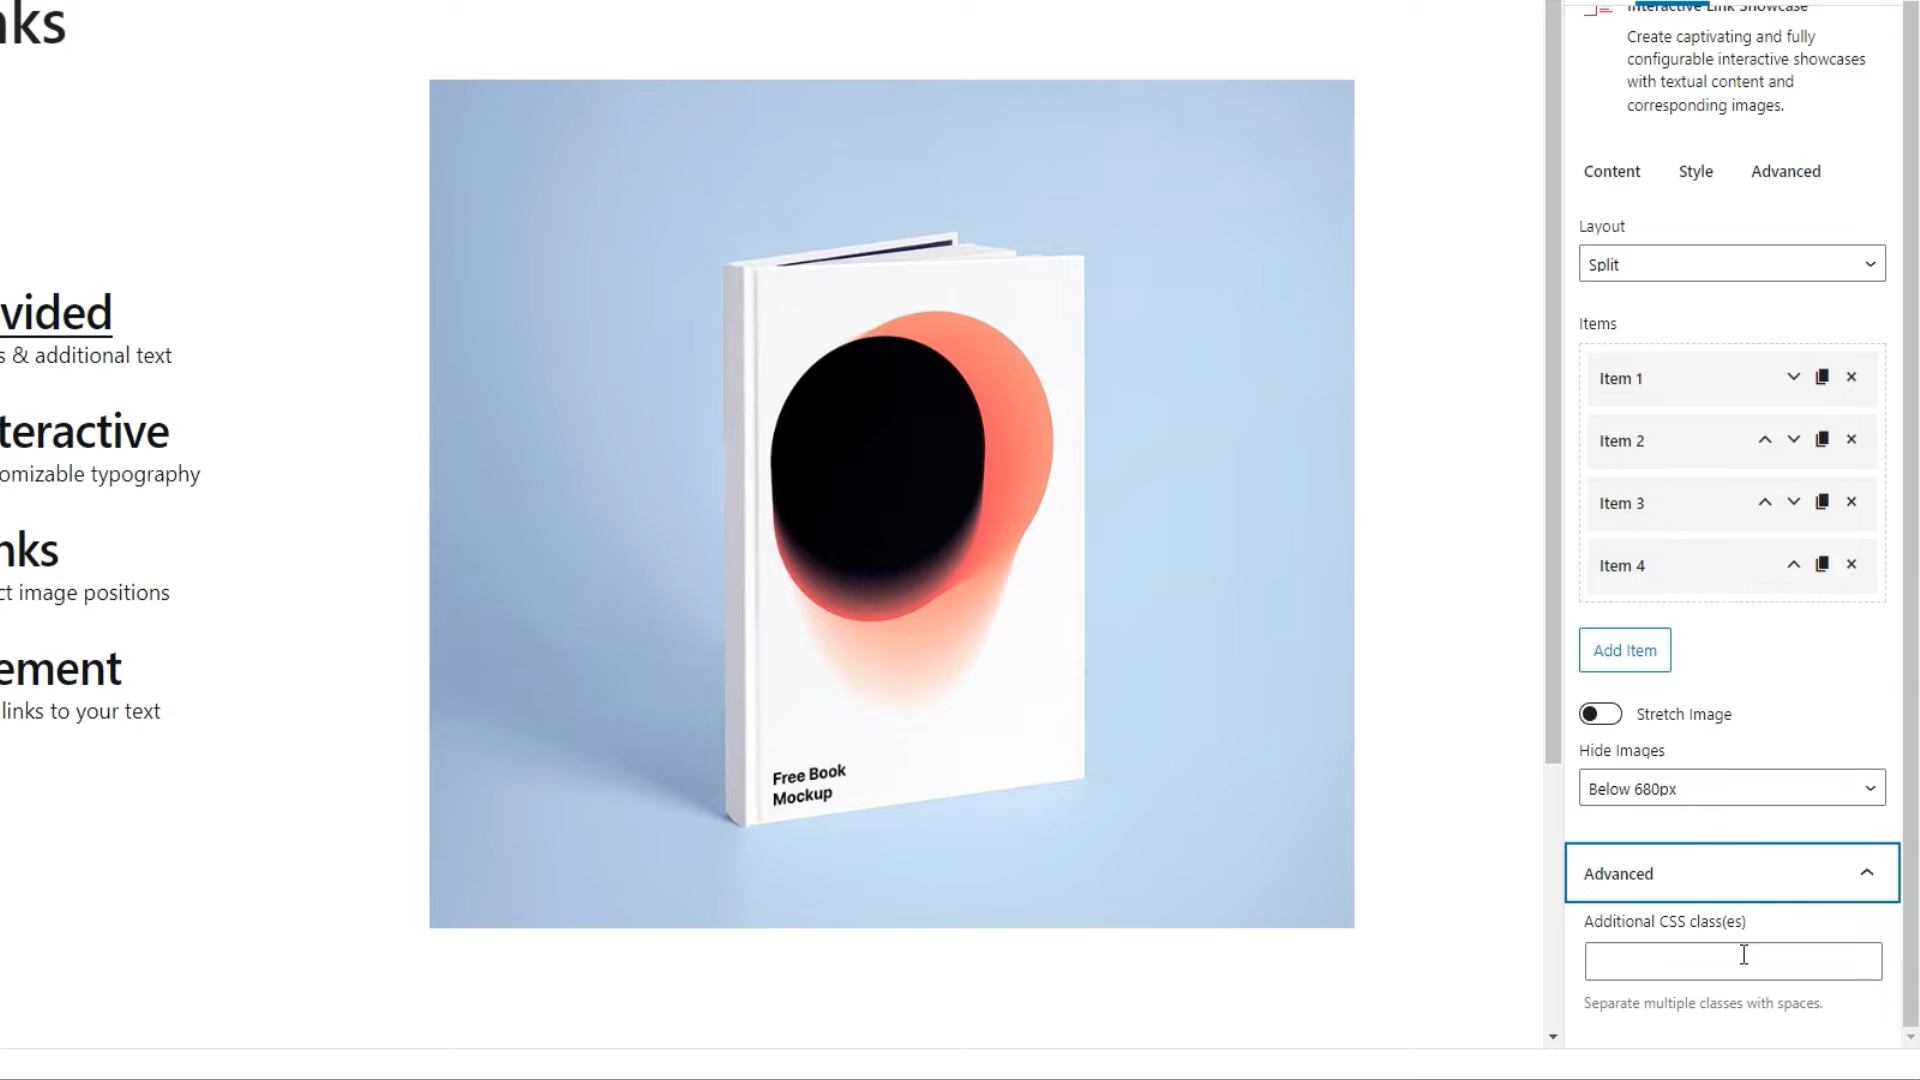 nks
vided
s & additional text
teractive
omizable typography
nks
ct image positions
ement
links to your text
Free Book
Mockup
Interactive Link Showcase
Create captivating and fully
configurable interactive showcases
with textual content and
corresponding images.
Content Style Advanced
Layout
Split
Items
Item 1
Item 2
Item 3
Item 4
Add Item
Stretch Image
Hide Images
Below 680px
Advanced
Additional CSS class(es)
Separate multiple classes with spaces.